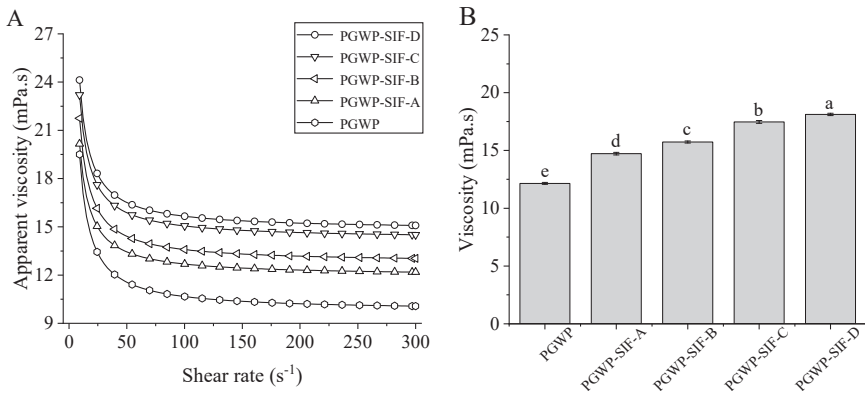 A
Apparent viscosity (mPa.s)
27
24
21
18
15
12
9
0
50
100
150
200
250
300
Shear rate (s⁻¹)
PGWP-SIF-D
PGWP-SIF-C
PGWP-SIF-B
PGWP-SIF-A
PGWP
B
Viscosity (mPa.s)
25
20
15
10
5
0
e
d
c
b
a
PGWP
PGWP-SIF-A
PGWP-SIF-B
PGWP-SIF-C
PGWP-SIF-D